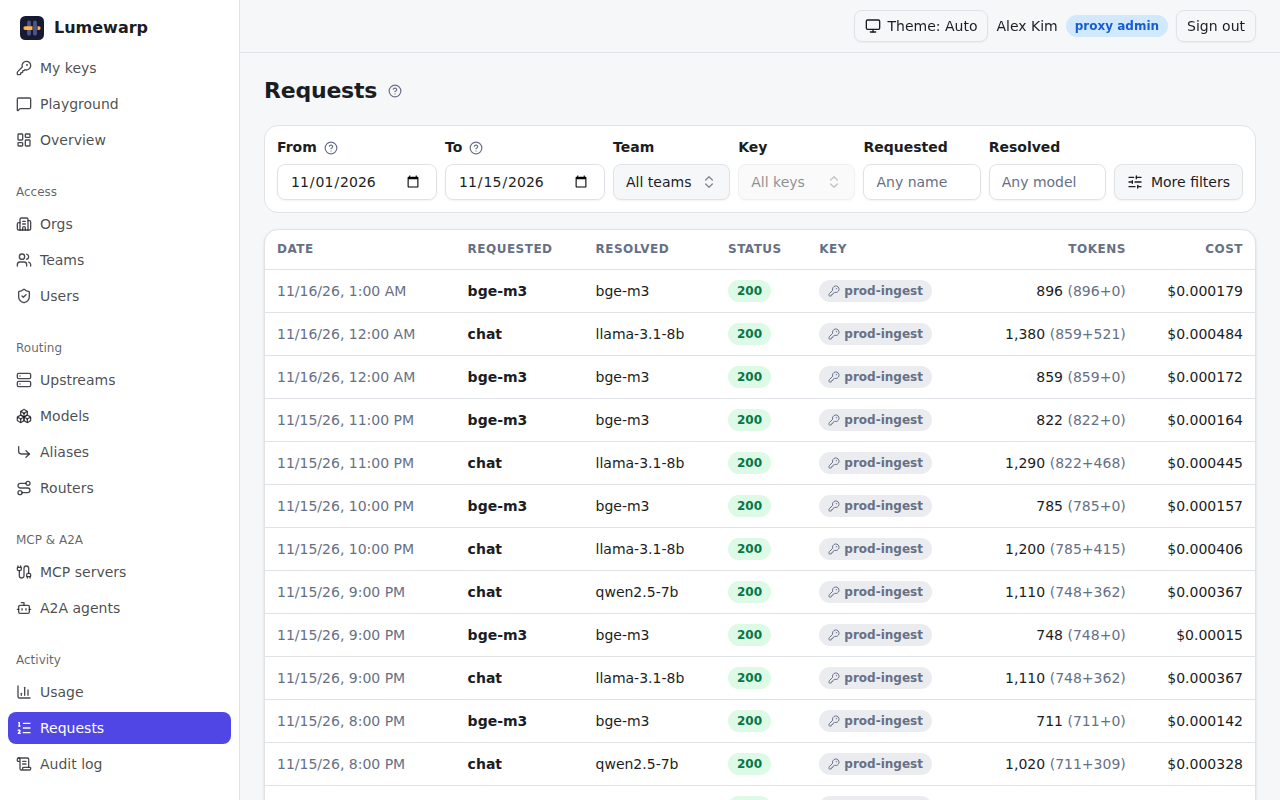 Lumewarp
My keys
Playground
Overview
Access
Orgs
Teams
Users
Routing
Upstreams
Models
Aliases
Routers
MCP & A2A
MCP servers
A2A agents
Activity
Usage
Requests
Audit log
Theme: Auto Alex Kim proxy admin Sign out
Requests
From To Team Key Requested Resolved
11/01/2026 11/15/2026 All teams All keys Any name Any model More filters
DATE REQUESTED RESOLVED STATUS KEY TOKENS COST
11/16/26, 1:00 AM bge-m3 bge-m3 200 prod-ingest 896 (896+0) $0.000179
11/16/26, 12:00 AM chat llama-3.1-8b 200 prod-ingest 1,380 (859+521) $0.000484
11/16/26, 12:00 AM bge-m3 bge-m3 200 prod-ingest 859 (859+0) $0.000172
11/15/26, 11:00 PM bge-m3 bge-m3 200 prod-ingest 822 (822+0) $0.000164
11/15/26, 11:00 PM chat llama-3.1-8b 200 prod-ingest 1,290 (822+468) $0.000445
11/15/26, 10:00 PM bge-m3 bge-m3 200 prod-ingest 785 (785+0) $0.000157
11/15/26, 10:00 PM chat llama-3.1-8b 200 prod-ingest 1,200 (785+415) $0.000406
11/15/26, 9:00 PM chat qwen2.5-7b 200 prod-ingest 1,110 (748+362) $0.000367
11/15/26, 9:00 PM bge-m3 bge-m3 200 prod-ingest 748 (748+0) $0.00015
11/15/26, 9:00 PM chat llama-3.1-8b 200 prod-ingest 1,110 (748+362) $0.000367
11/15/26, 8:00 PM bge-m3 bge-m3 200 prod-ingest 711 (711+0) $0.000142
11/15/26, 8:00 PM chat qwen2.5-7b 200 prod-ingest 1,020 (711+309) $0.000328